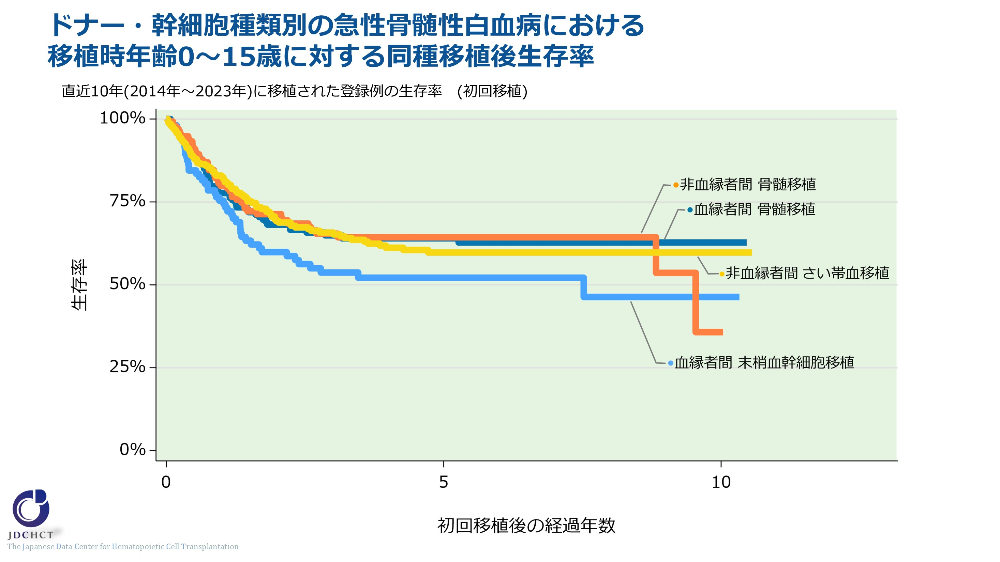 ドナー・幹細胞種類別の急性骨髄性白血病における
移植時年齢0～15歳に対する同種移植後生存率
直近10年(2014年～2023年)に移植された登録例の生存率　(初回移植)
100%
75%
50%
25%
0%
生存率
非血縁者間 骨髄移植
血縁者間 骨髄移植
非血縁者間 さい帯血移植
血縁者間 末梢血幹細胞移植
0
5
10
初回移植後の経過年数
JDCHCT
The Japanese Data Center for Hematopoietic Cell Transplantation